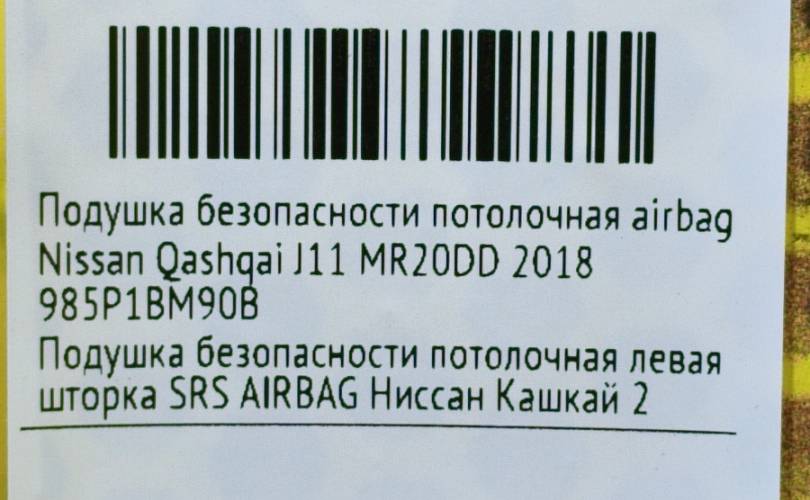 Подушка безопасности потолочная airbag
Nissan Qashqai J11 MR20DD 2018
985P1BM90B
Подушка безопасности потолочная левая
шторка SRS AIRBAG Ниссан Кашкай 2